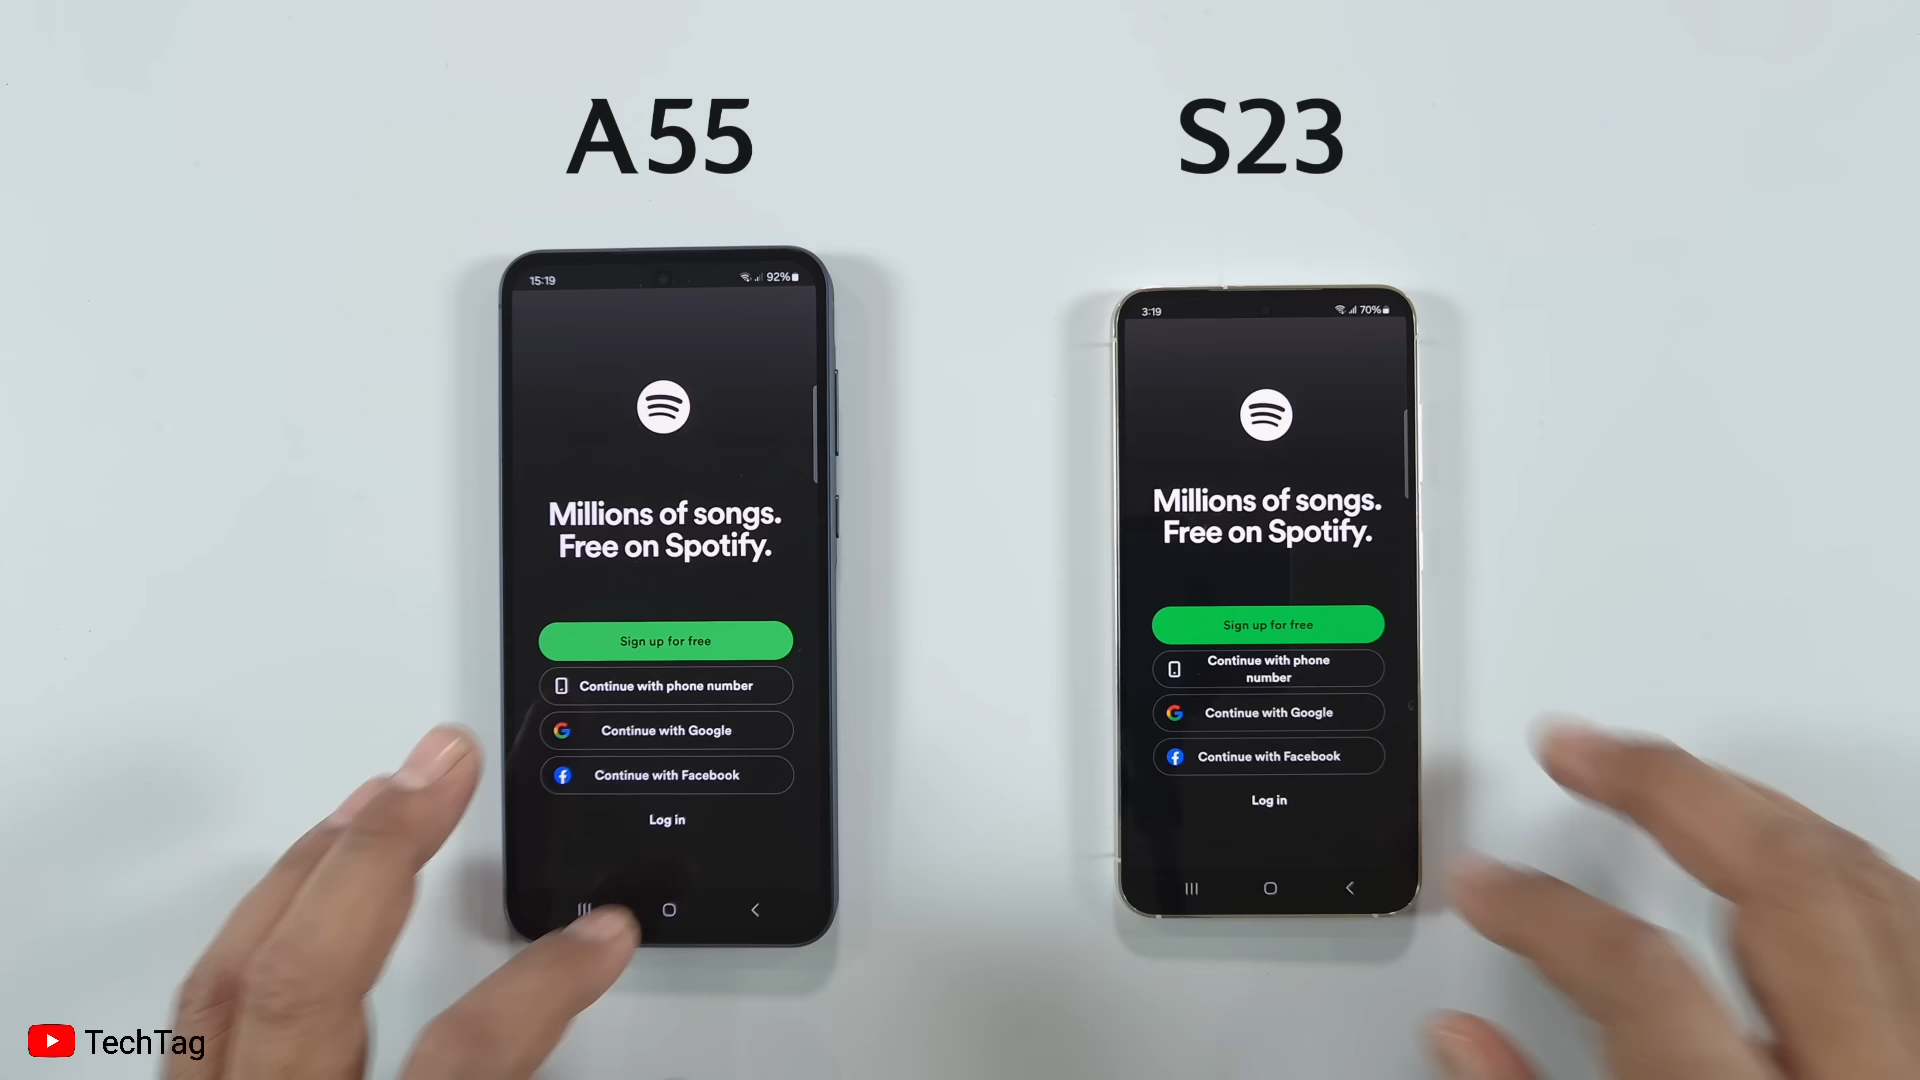 A55
S23
15:19
92%
Millions of songs.
Free on Spotify.
Sign up for free
Continue with phone number
Continue with Google
Continue with Facebook
Log in
3:19
70%
Millions of songs.
Free on Spotify.
Sign up for free
Continue with phone
number
Continue with Google
Continue with Facebook
Log in
TechTag